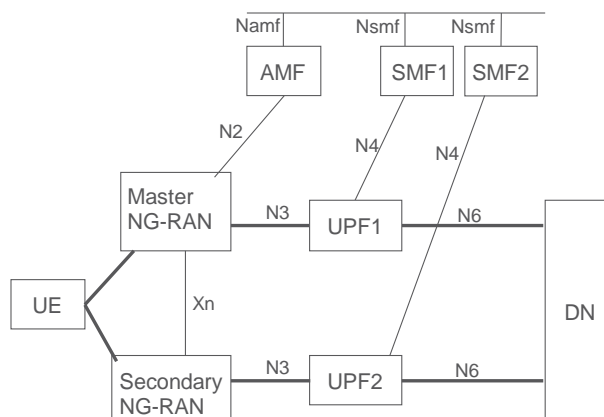 Namf Nsmf Nsmf
AMF SMF1 SMF2
N2 N4 N4
Master
NG-RAN
N3 UPF1 N6
UE Xn DN
Secondary
NG-RAN
N3 UPF2 N6